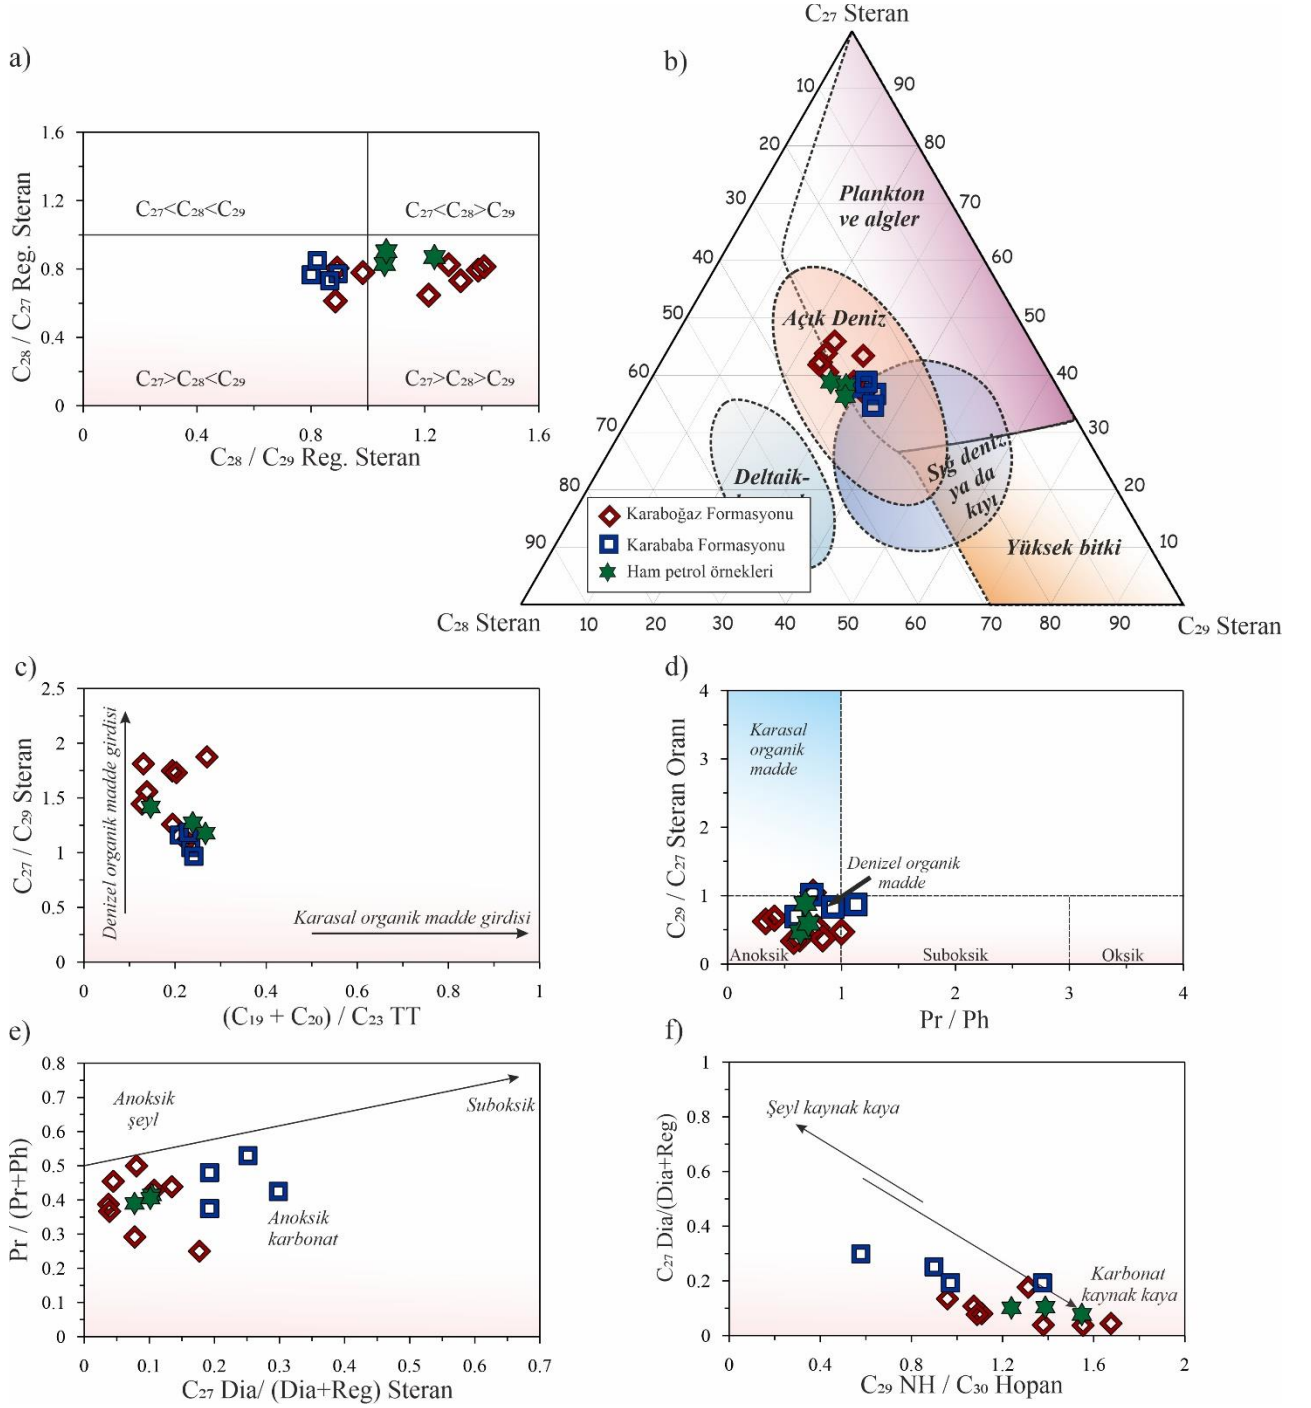 a)
C₂₈ / C₂₇ Reg. Steran
1.6
1.2
0.8
0.4
0
C₂₇<C₂₈<C₂₉
C₂₇<C₂₈>C₂₉
C₂₇>C₂₈<C₂₉
C₂₇>C₂₈>C₂₉
0 0.4 0.8 1.2 1.6
C₂₈ / C₂₉ Reg. Steran
b)
C₂₇ Steran
10 90
20 80
30 70
40 60
50 50
60 40
70 30
80 20
90 10
Plankton
ve algler
Açık Deniz
Sığ deniz
ya da
kıyı
Deltaik-
Yüksek bitki
Karaboğaz Formasyonu
Karababa Formasyonu
Ham petrol örnekleri
C₂₈ Steran
10 20 30 40 50 60 70 80 90
C₂₉ Steran
c)
C₂₇ / C₂₉ Steran
2.5
2
1.5
1
0.5
0
Denizel organik madde girdisi
Karasal organik madde girdisi
0 0.2 0.4 0.6 0.8 1
(C₁₉ + C₂₀) / C₂₃ TT
d)
C₂₉ / C₂₇ Steran Oranı
4
3
2
1
0
Karasal
organik
madde
Denizel organik
madde
Anoksik
Suboksik
Oksik
0 1 2 3 4
Pr / Ph
e)
Pr / (Pr+Ph)
0.8
0.7
0.6
0.5
0.4
0.3
0.2
0.1
0
Anoksik
şeyl
Suboksik
Anoksik
karbonat
0 0.1 0.2 0.3 0.4 0.5 0.6 0.7
C₂₇ Dia/ (Dia+Reg) Steran
f)
C₂₇ Dia/(Dia+Reg)
1
0.8
0.6
0.4
0.2
0
Şeyl kaynak kaya
Karbonat
kaynak kaya
0 0.4 0.8 1.2 1.6 2
C₂₉ NH / C₃₀ Hopan